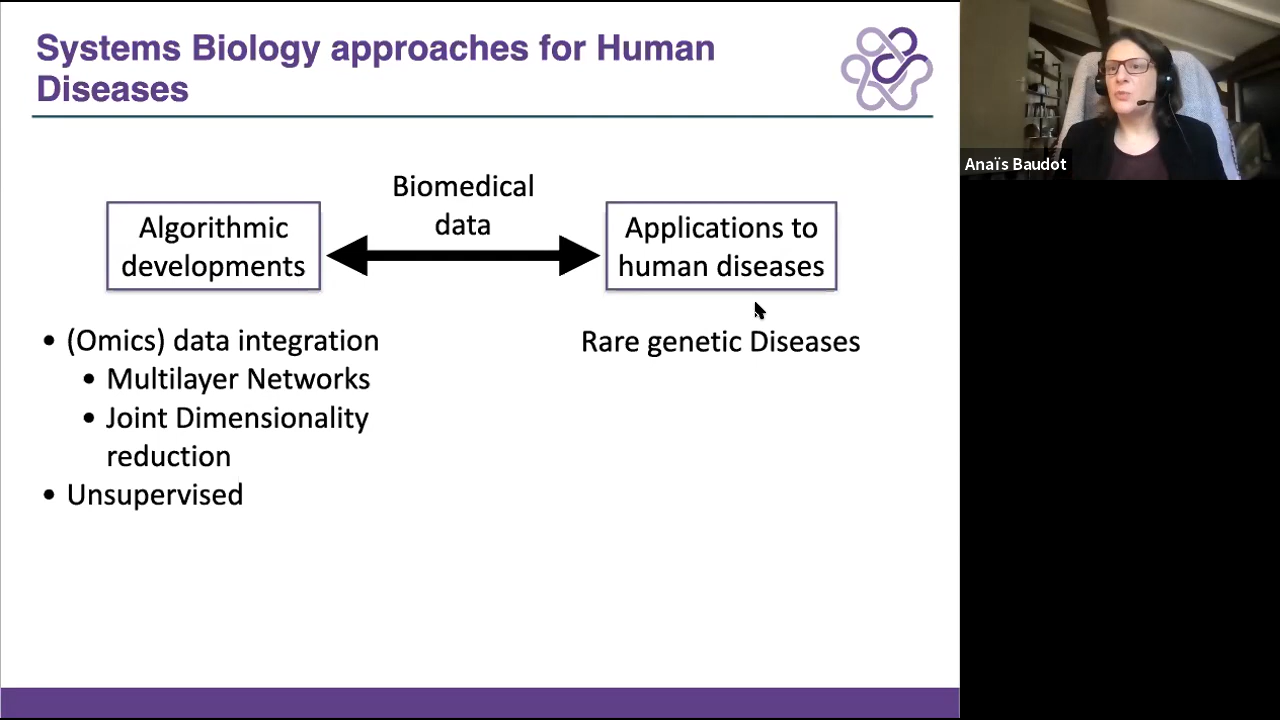 Systems Biology approaches for Human
Diseases
Anaïs Baudot
Biomedical
data
Algorithmic
developments
Applications to
human diseases
• (Omics) data integration
• Multilayer Networks
• Joint Dimensionality
reduction
• Unsupervised
Rare genetic Diseases